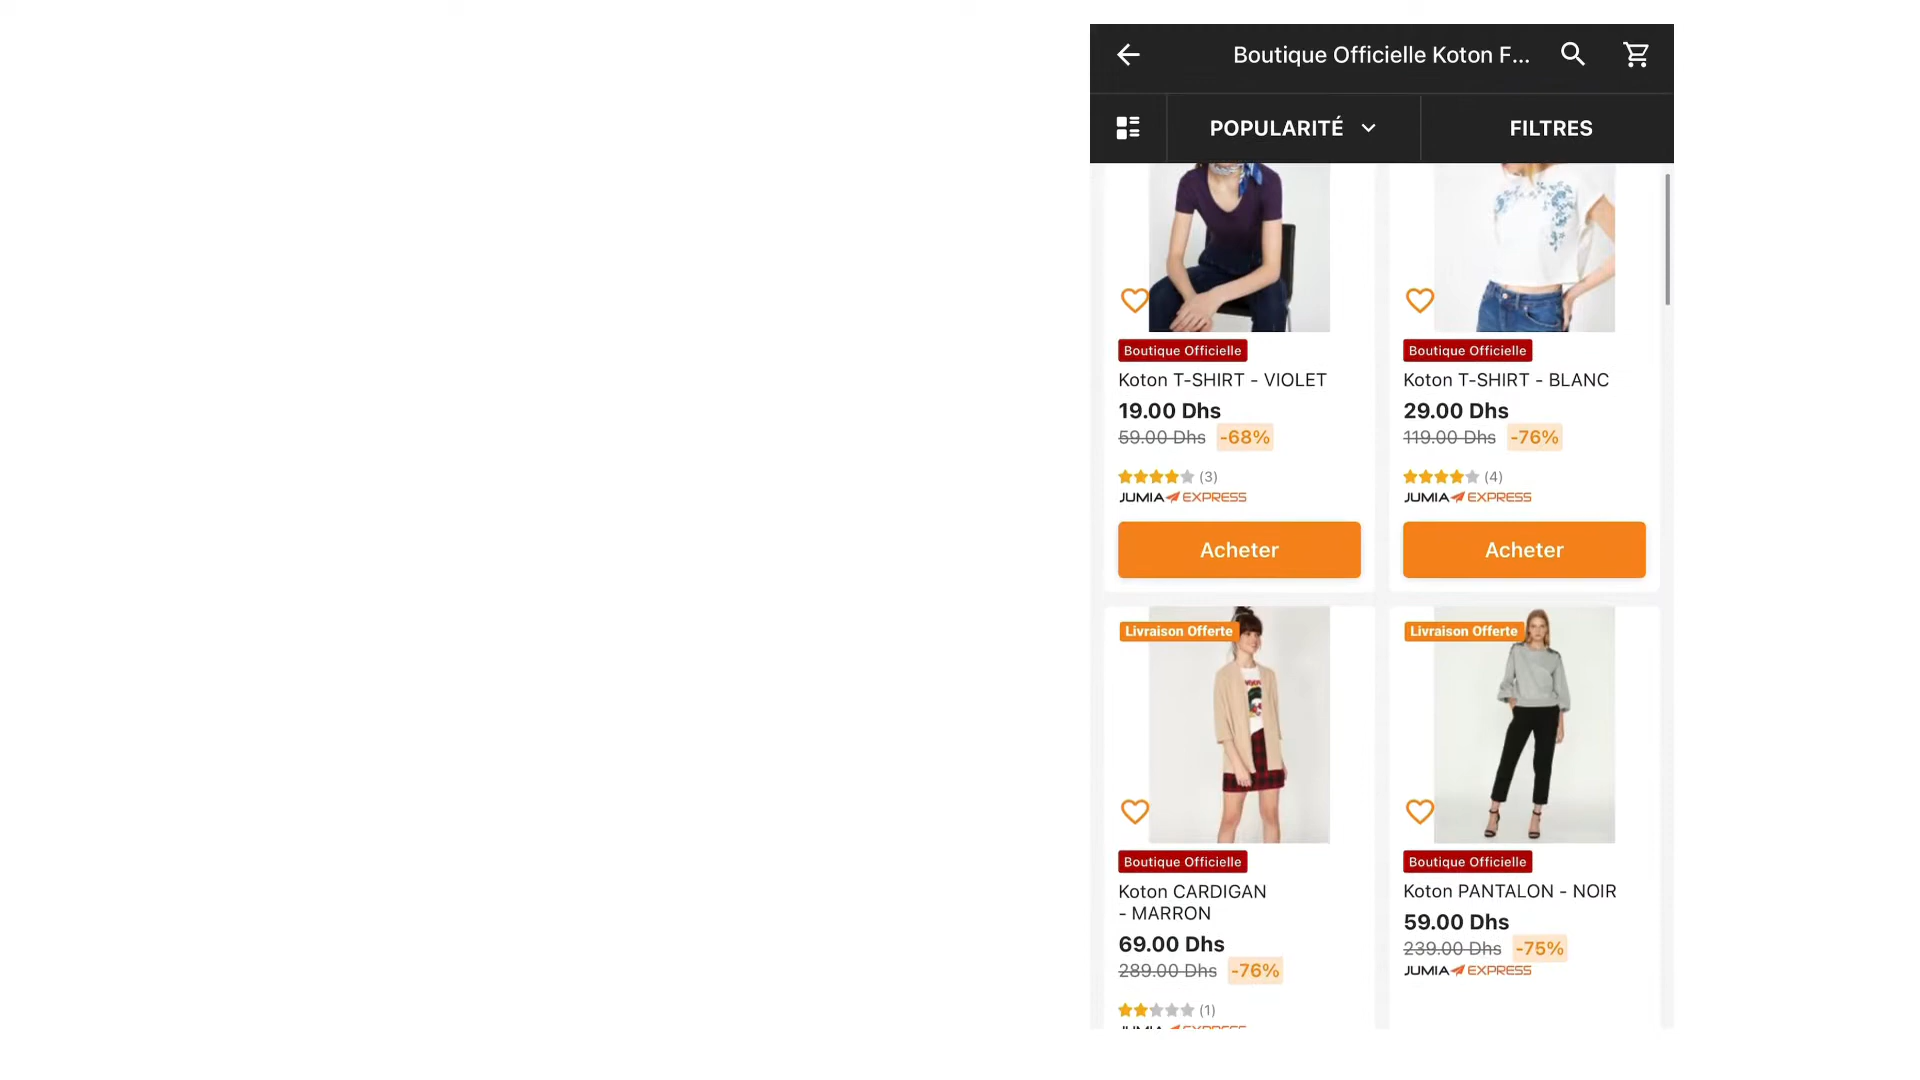 Boutique Officielle Koton F...
POPULARITÉ
FILTRES
Boutique Officielle
Koton T-SHIRT - VIOLET
19.00 Dhs
59.00 Dhs -68%
(3)
JUMIA EXPRESS
Acheter
Boutique Officielle
Koton T-SHIRT - BLANC
29.00 Dhs
119.00 Dhs -76%
(4)
JUMIA EXPRESS
Acheter
Livraison Offerte
Boutique Officielle
Koton CARDIGAN
- MARRON
69.00 Dhs
289.00 Dhs -76%
(1)
JUMIA EXPRESS
Livraison Offerte
Boutique Officielle
Koton PANTALON - NOIR
59.00 Dhs
239.00 Dhs -75%
JUMIA EXPRESS